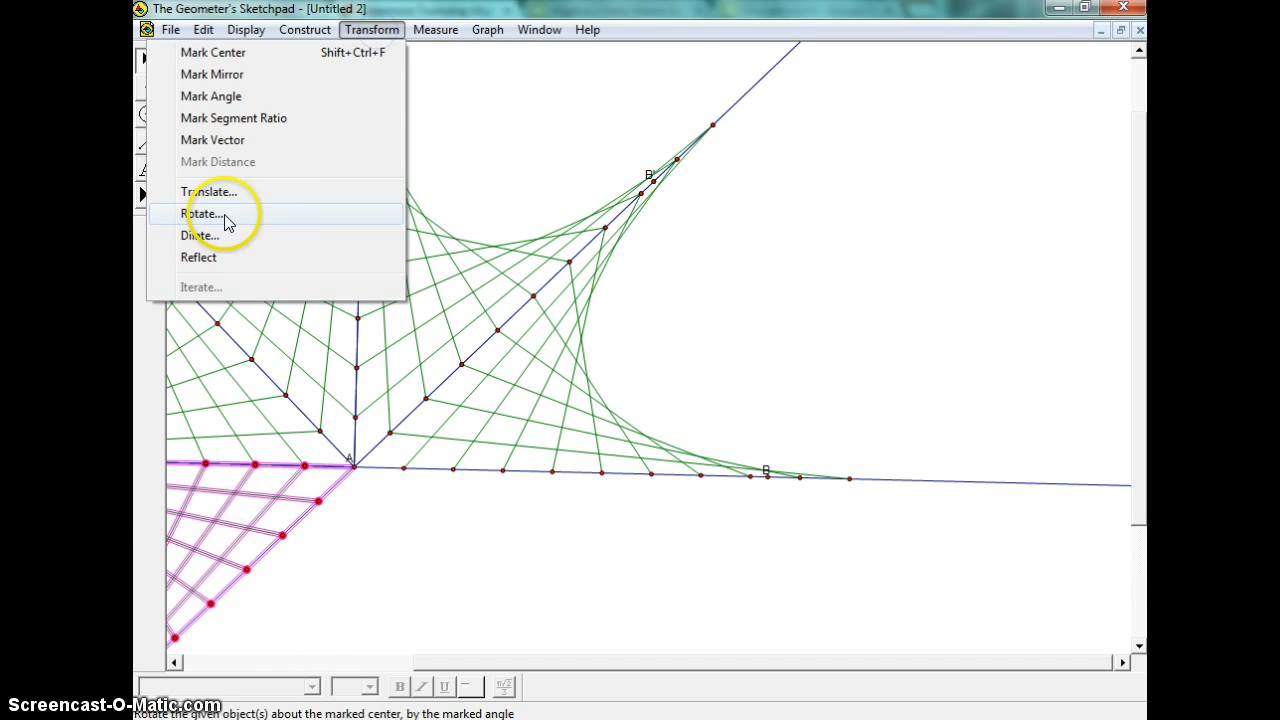 The Geometer's Sketchpad - [Untitled 2]
File Edit Display Construct Transform Measure Graph Window Help
Mark Center Shift+Ctrl+F
Mark Mirror
Mark Angle
Mark Segment Ratio
Mark Vector
Mark Distance
Translate...
Rotate...
Dilate...
Reflect
Iterate...
B'
A
B
B I U
Screencast-O-Matic.com
Rotate the given object(s) about the marked center, by the marked angle